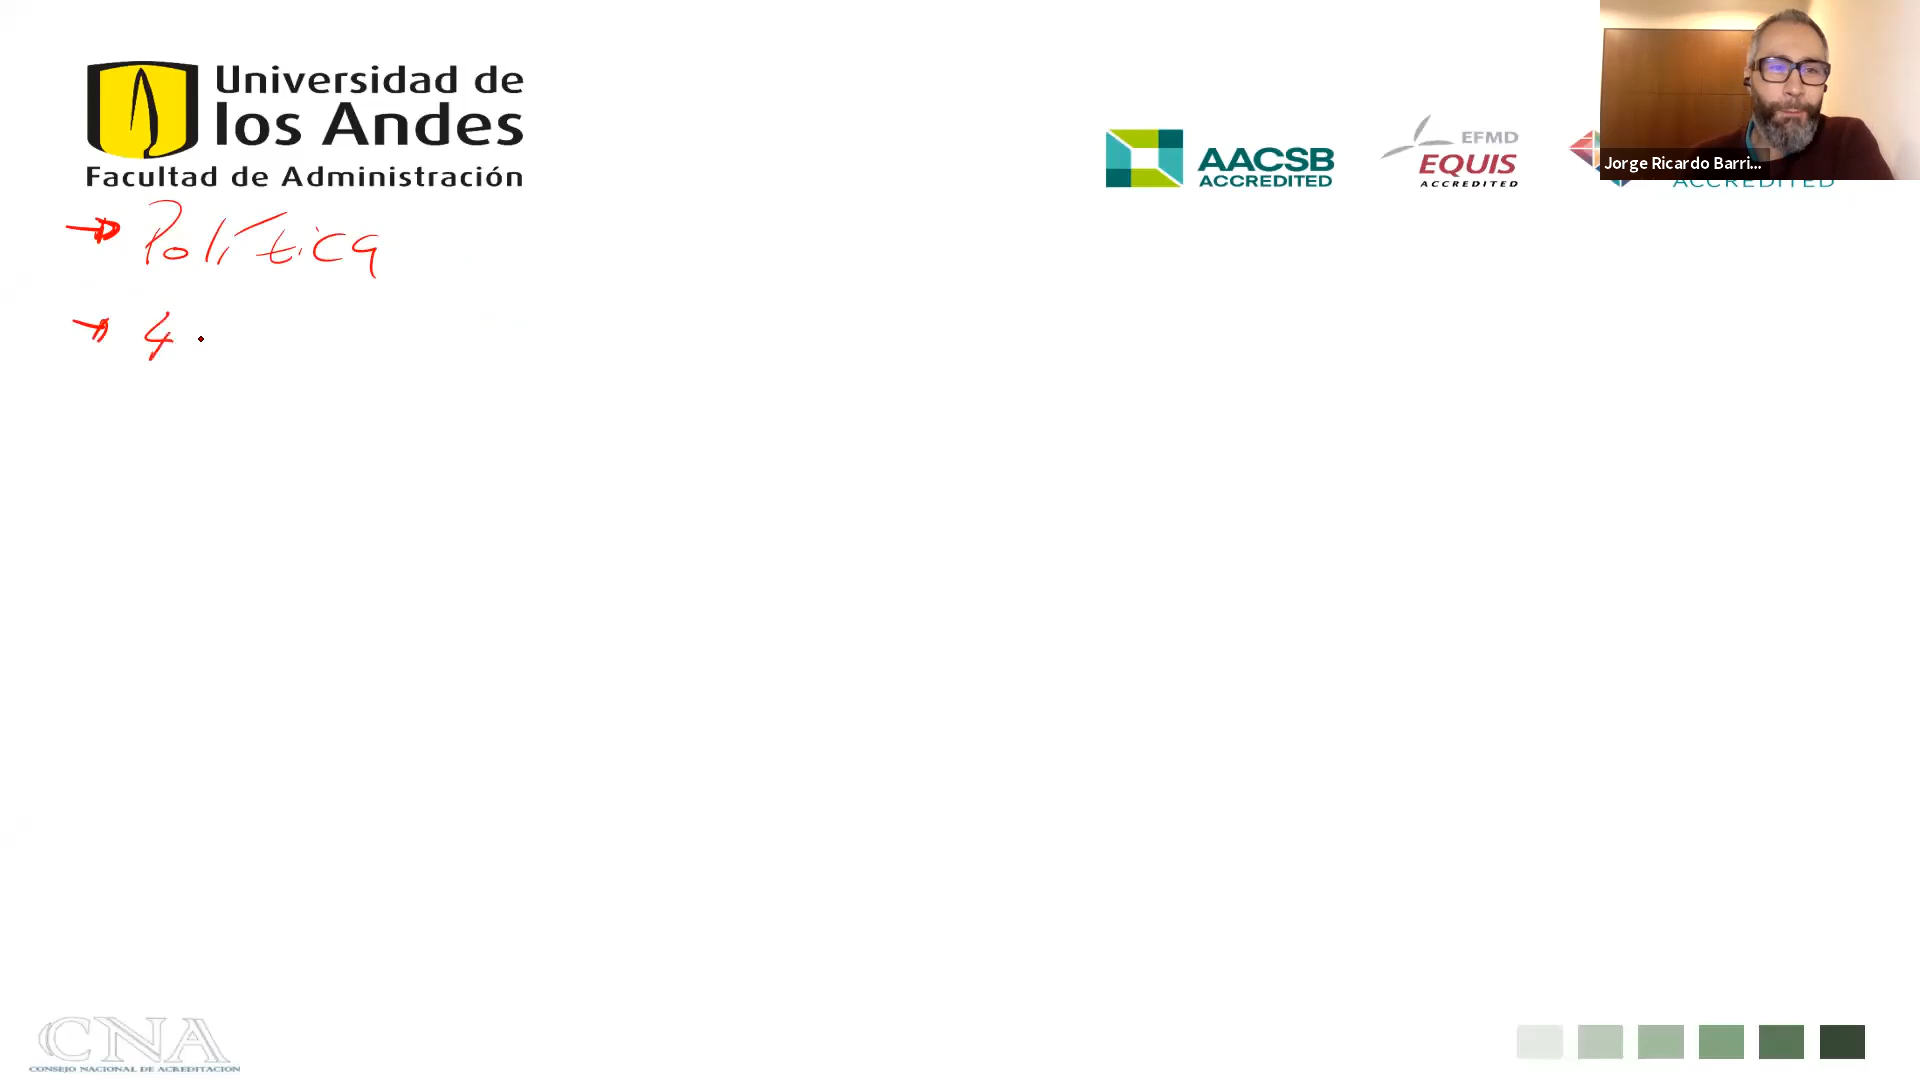 Universidad de
los Andes
Facultad de Administración
AACSB
ACCREDITED
EFMD
EQUIS
ACCREDITED
ACCREDITED
Jorge Ricardo Barri...
Política
4
CNA
CONSEJO NACIONAL DE ACREDITACION